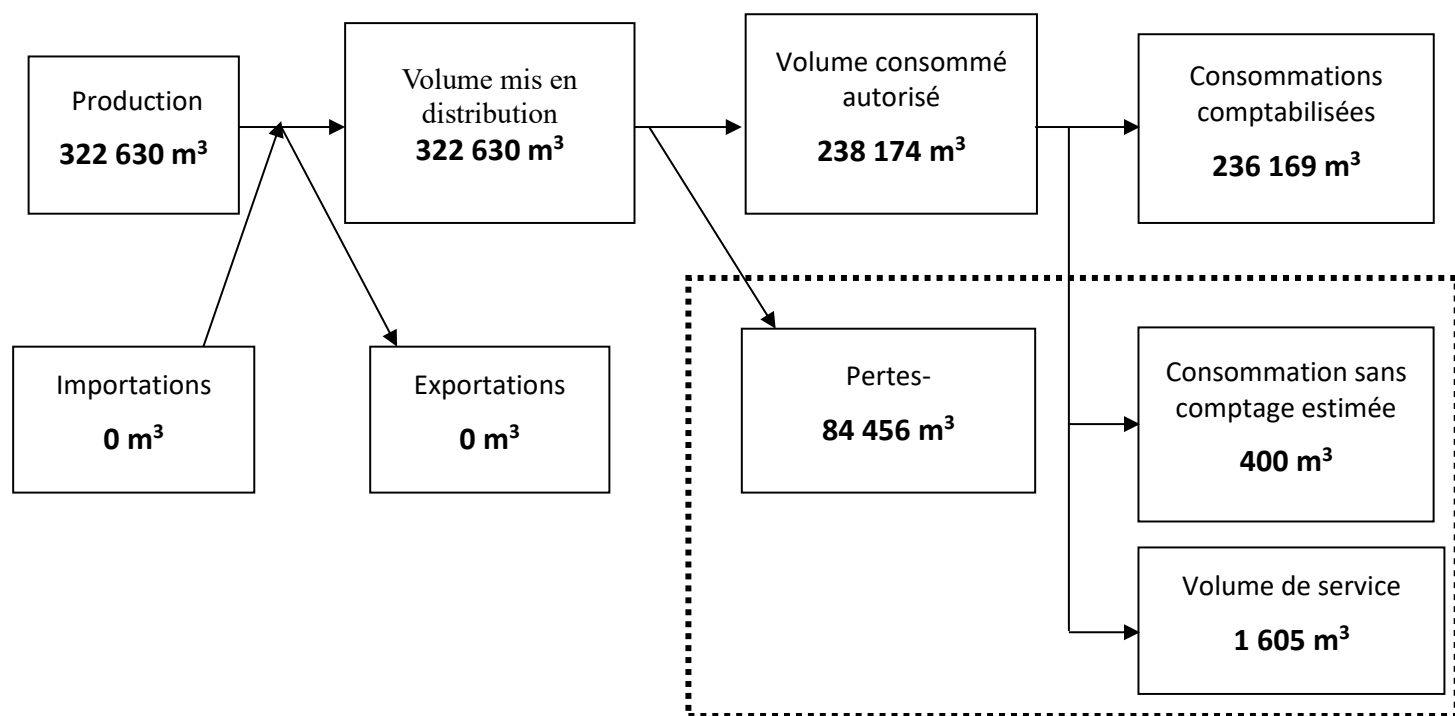 Production
322 630 m³
Volume mis en
distribution
322 630 m³
Volume consommé
autorisé
238 174 m³
Consommations
comptabilisées
236 169 m³
Importations
0 m³
Exportations
0 m³
Pertes-
84 456 m³
Consommation sans
comptage estimée
400 m³
Volume de service
1 605 m³